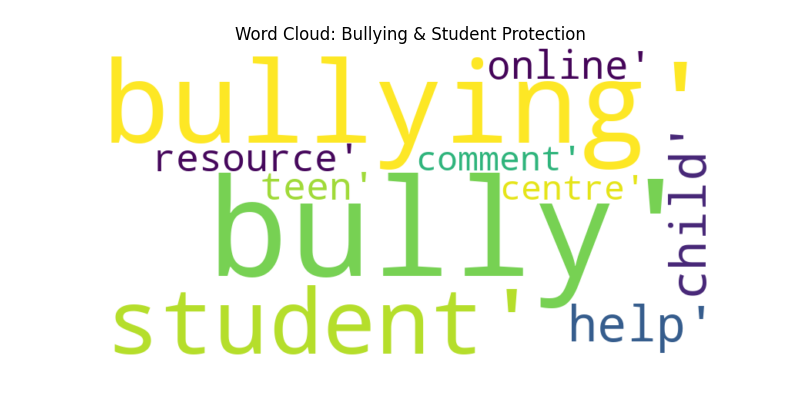 Word Cloud: Bullying & Student Protection
online'
bullying'
resource'
comment'
child'
teen'
centre'
bully'
student'
help'